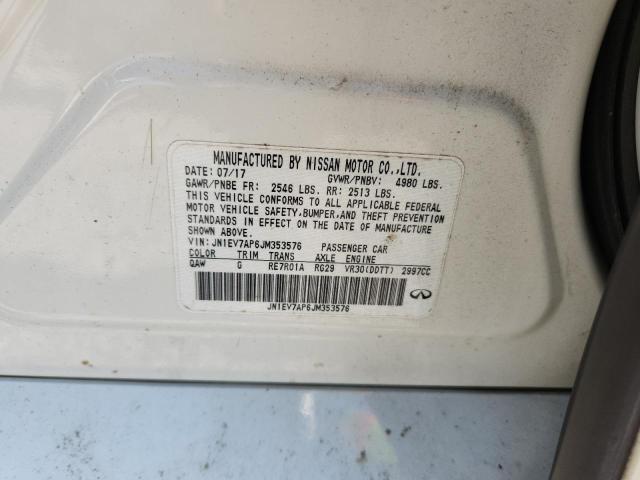 MANUFACTURED BY NISSAN MOTOR CO.,LTD.
DATE: 07/17 GVWR/PNBV: 4980 LBS.
GAWR/PNBE FR: 2546 LBS. RR: 2513 LBS.
THIS VEHICLE CONFORMS TO ALL APPLICABLE FEDERAL
MOTOR VEHICLE SAFETY,BUMPER,AND THEFT PREVENTION
STANDARDS IN EFFECT ON THE DATE OF MANUFACTURE
SHOWN ABOVE.
VIN: JN1EV7AP6JM353576 PASSENGER CAR
COLOR TRIM TRANS AXLE ENGINE
QAW G RE7R01A RG29 VR30(DDTT) 2997CC
JN1EV7AP6JM353576